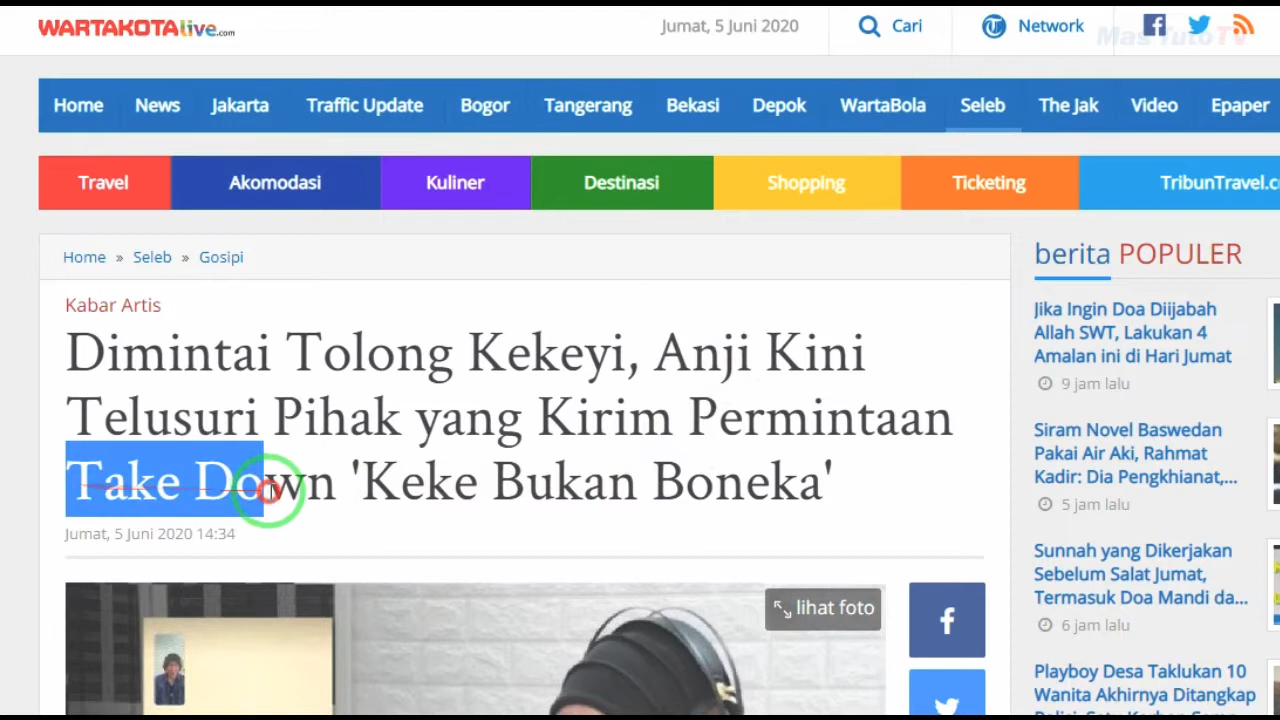 WARTAKOTAlive.com
Jumat, 5 Juni 2020
Cari
Network
Mas Tuto TV
Home News Jakarta Traffic Update Bogor Tangerang Bekasi Depok WartaBola Seleb The Jak Video Epaper
Travel Akomodasi Kuliner Destinasi Shopping Ticketing TribunTravel.c
Home » Seleb » Gosipi
Kabar Artis
Dimintai Tolong Kekeyi, Anji Kini
Telusuri Pihak yang Kirim Permintaan
Take Down 'Keke Bukan Boneka'
Jumat, 5 Juni 2020 14:34
lihat foto
berita POPULER
Jika Ingin Doa Diijabah
Allah SWT, Lakukan 4
Amalan ini di Hari Jumat
9 jam lalu
Siram Novel Baswedan
Pakai Air Aki, Rahmat
Kadir: Dia Pengkhianat,...
5 jam lalu
Sunnah yang Dikerjakan
Sebelum Salat Jumat,
Termasuk Doa Mandi da...
6 jam lalu
Playboy Desa Taklukan 10
Wanita Akhirnya Ditangkap